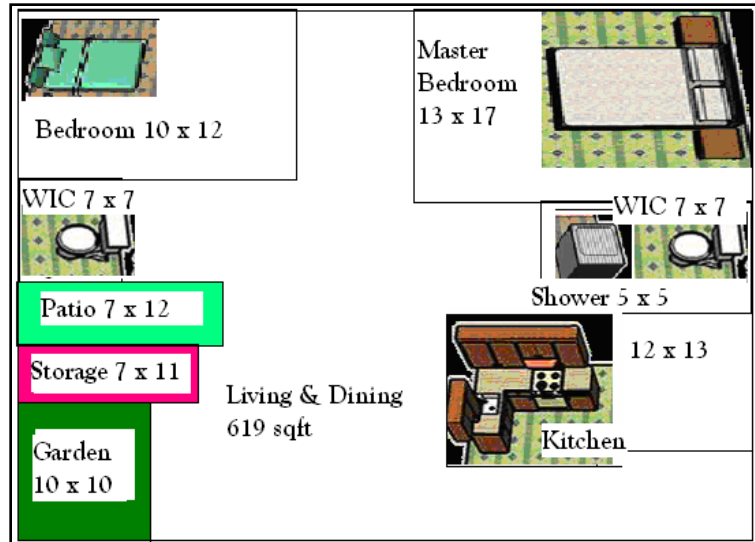 Master
Bedroom
13 x 17
Bedroom 10 x 12
WIC 7 x 7
WIC 7 x 7
Shower 5 x 5
Patio 7 x 12
12 x 13
Storage 7 x 11
Living & Dining
619 sqft
Kitchen
Garden
10 x 10